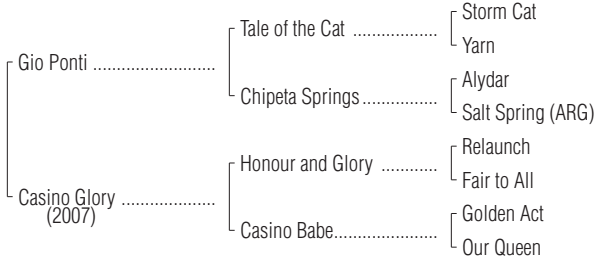 Storm Cat
Tale of the Cat ..................
Yarn
Gio Ponti ..........................
Alydar
Chipeta Springs................
Salt Spring (ARG)
Relaunch
Honour and Glory ............
Fair to All
Casino Glory ....................
(2007)
Golden Act
Casino Babe......................
Our Queen